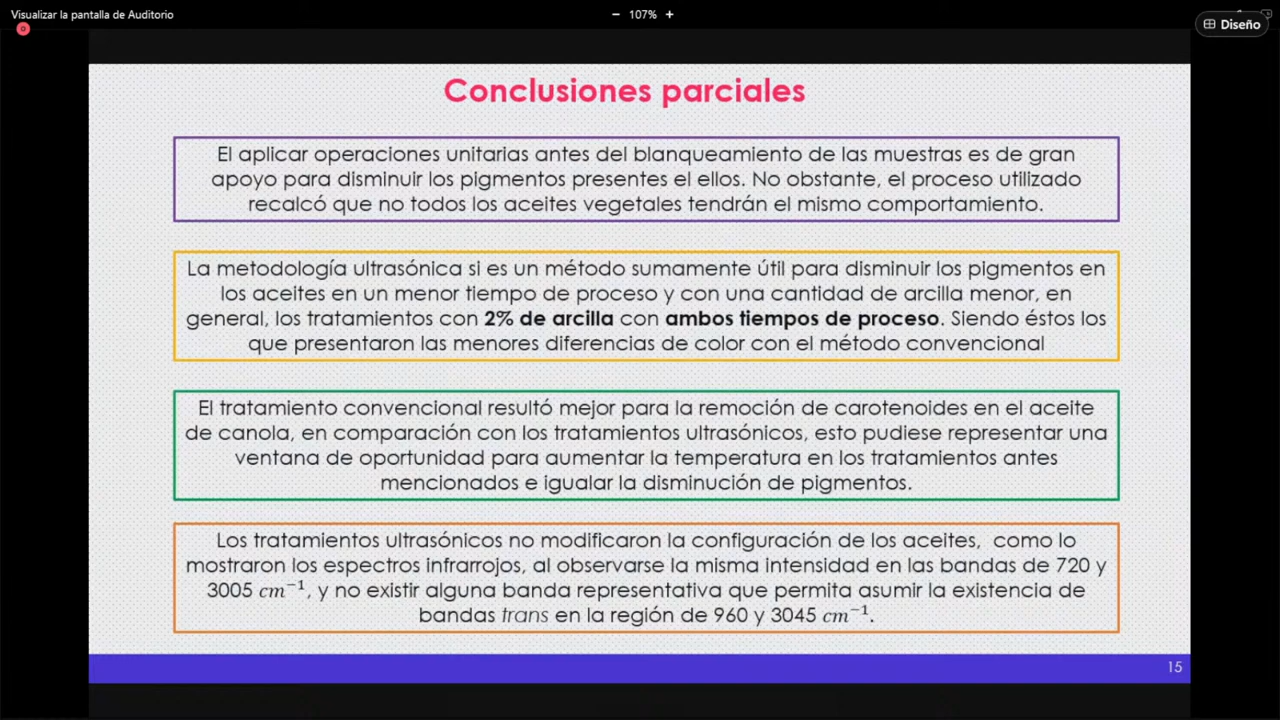 Visualizar la pantalla de Auditorio
− 107% +
Diseño
Conclusiones parciales
El aplicar operaciones unitarias antes del blanqueamiento de las muestras es de gran
apoyo para disminuir los pigmentos presentes el ellos. No obstante, el proceso utilizado
recalcó que no todos los aceites vegetales tendrán el mismo comportamiento.
La metodología ultrasónica si es un método sumamente útil para disminuir los pigmentos en
los aceites en un menor tiempo de proceso y con una cantidad de arcilla menor, en
general, los tratamientos con 2% de arcilla con ambos tiempos de proceso. Siendo éstos los
que presentaron las menores diferencias de color con el método convencional
El tratamiento convencional resultó mejor para la remoción de carotenoides en el aceite
de canola, en comparación con los tratamientos ultrasónicos, esto pudiese representar una
ventana de oportunidad para aumentar la temperatura en los tratamientos antes
mencionados e igualar la disminución de pigmentos.
Los tratamientos ultrasónicos no modificaron la configuración de los aceites, como lo
mostraron los espectros infrarrojos, al observarse la misma intensidad en las bandas de 720 y
3005 cm⁻¹, y no existir alguna banda representativa que permita asumir la existencia de
bandas trans en la región de 960 y 3045 cm⁻¹.
15